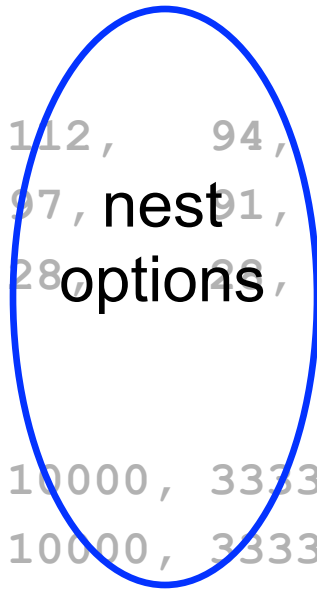 112, 94,
97, 91,
nest
28, 28,
options
10000, 3333
10000, 3333